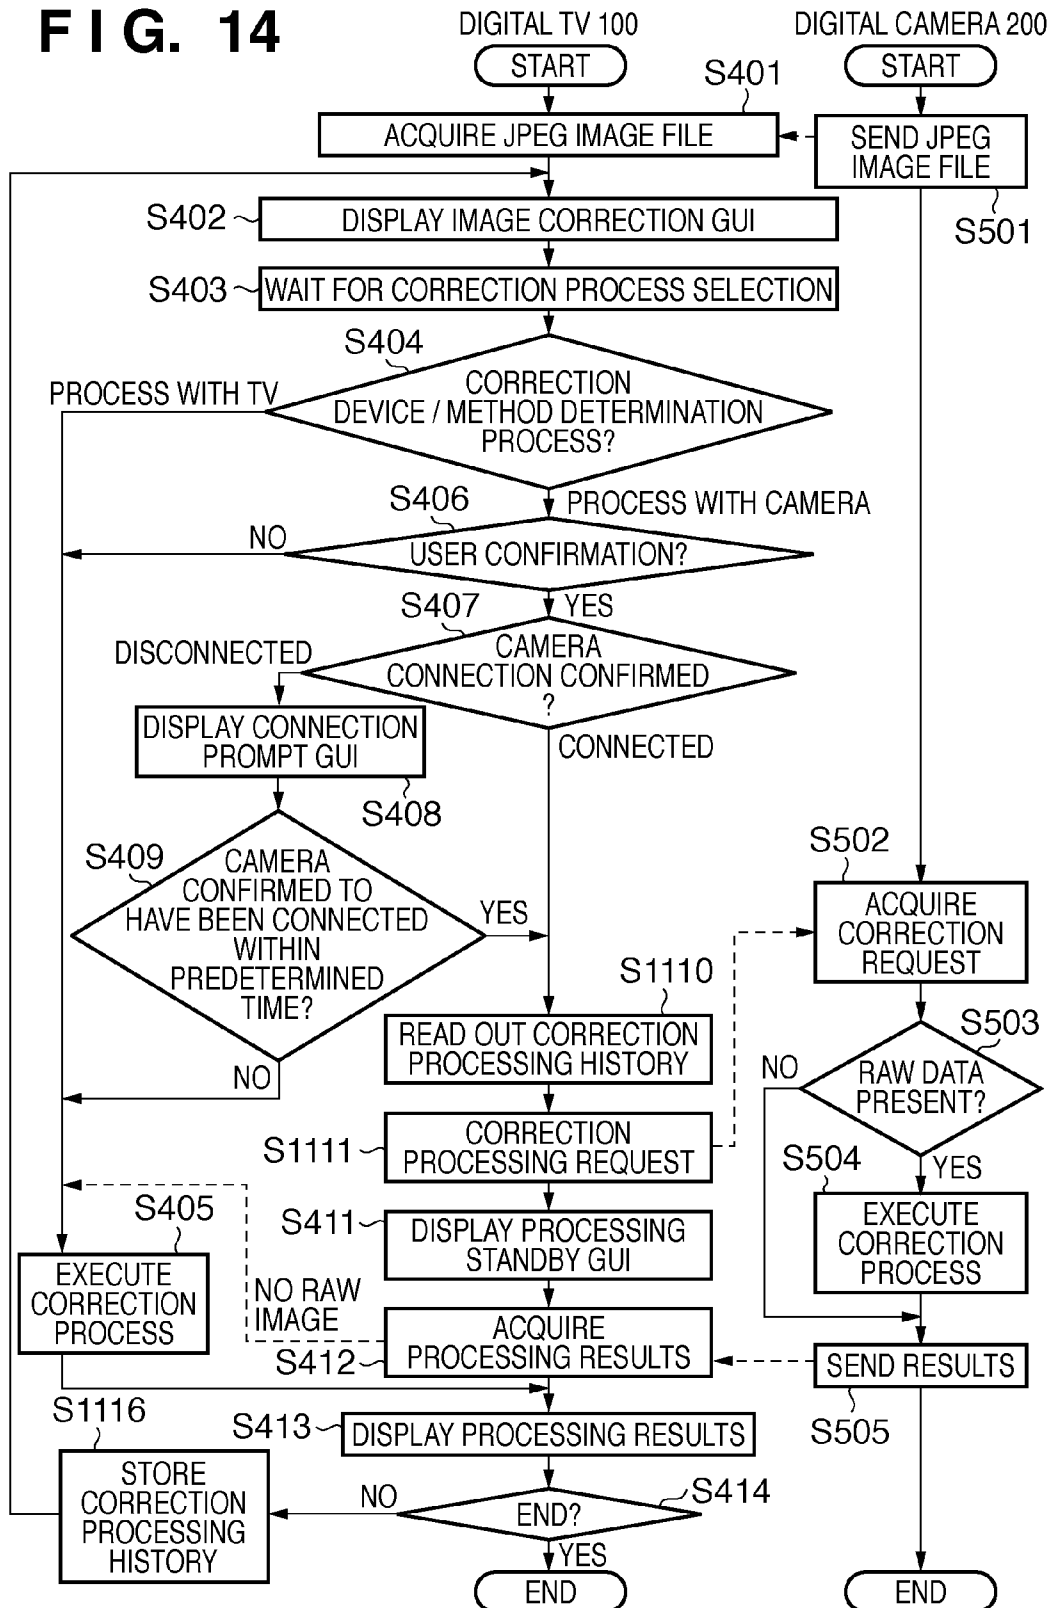 FIG. 14
DIGITAL TV 100
DIGITAL CAMERA 200
START
START
S401
ACQUIRE JPEG IMAGE FILE
SEND JPEG
IMAGE FILE
S501
S402
DISPLAY IMAGE CORRECTION GUI
S403
WAIT FOR CORRECTION PROCESS SELECTION
S404
PROCESS WITH TV
CORRECTION
DEVICE / METHOD DETERMINATION
PROCESS?
PROCESS WITH CAMERA
S406
NO
USER CONFIRMATION?
YES
S407
DISCONNECTED
CAMERA
CONNECTION CONFIRMED
?
CONNECTED
DISPLAY CONNECTION
PROMPT GUI
S408
S409
CAMERA
CONFIRMED TO
HAVE BEEN CONNECTED
WITHIN
PREDETERMINED
TIME?
YES
NO
S502
ACQUIRE
CORRECTION
REQUEST
S1110
READ OUT CORRECTION
PROCESSING HISTORY
S503
NO
RAW DATA
PRESENT?
YES
S1111
CORRECTION
PROCESSING REQUEST
S504
EXECUTE
CORRECTION
PROCESS
S405
EXECUTE
CORRECTION
PROCESS
S411
DISPLAY PROCESSING
STANDBY GUI
NO RAW
IMAGE
S412
ACQUIRE
PROCESSING RESULTS
SEND RESULTS
S505
S413
DISPLAY PROCESSING RESULTS
S1116
STORE
CORRECTION
PROCESSING
HISTORY
NO
END?
S414
YES
END
END